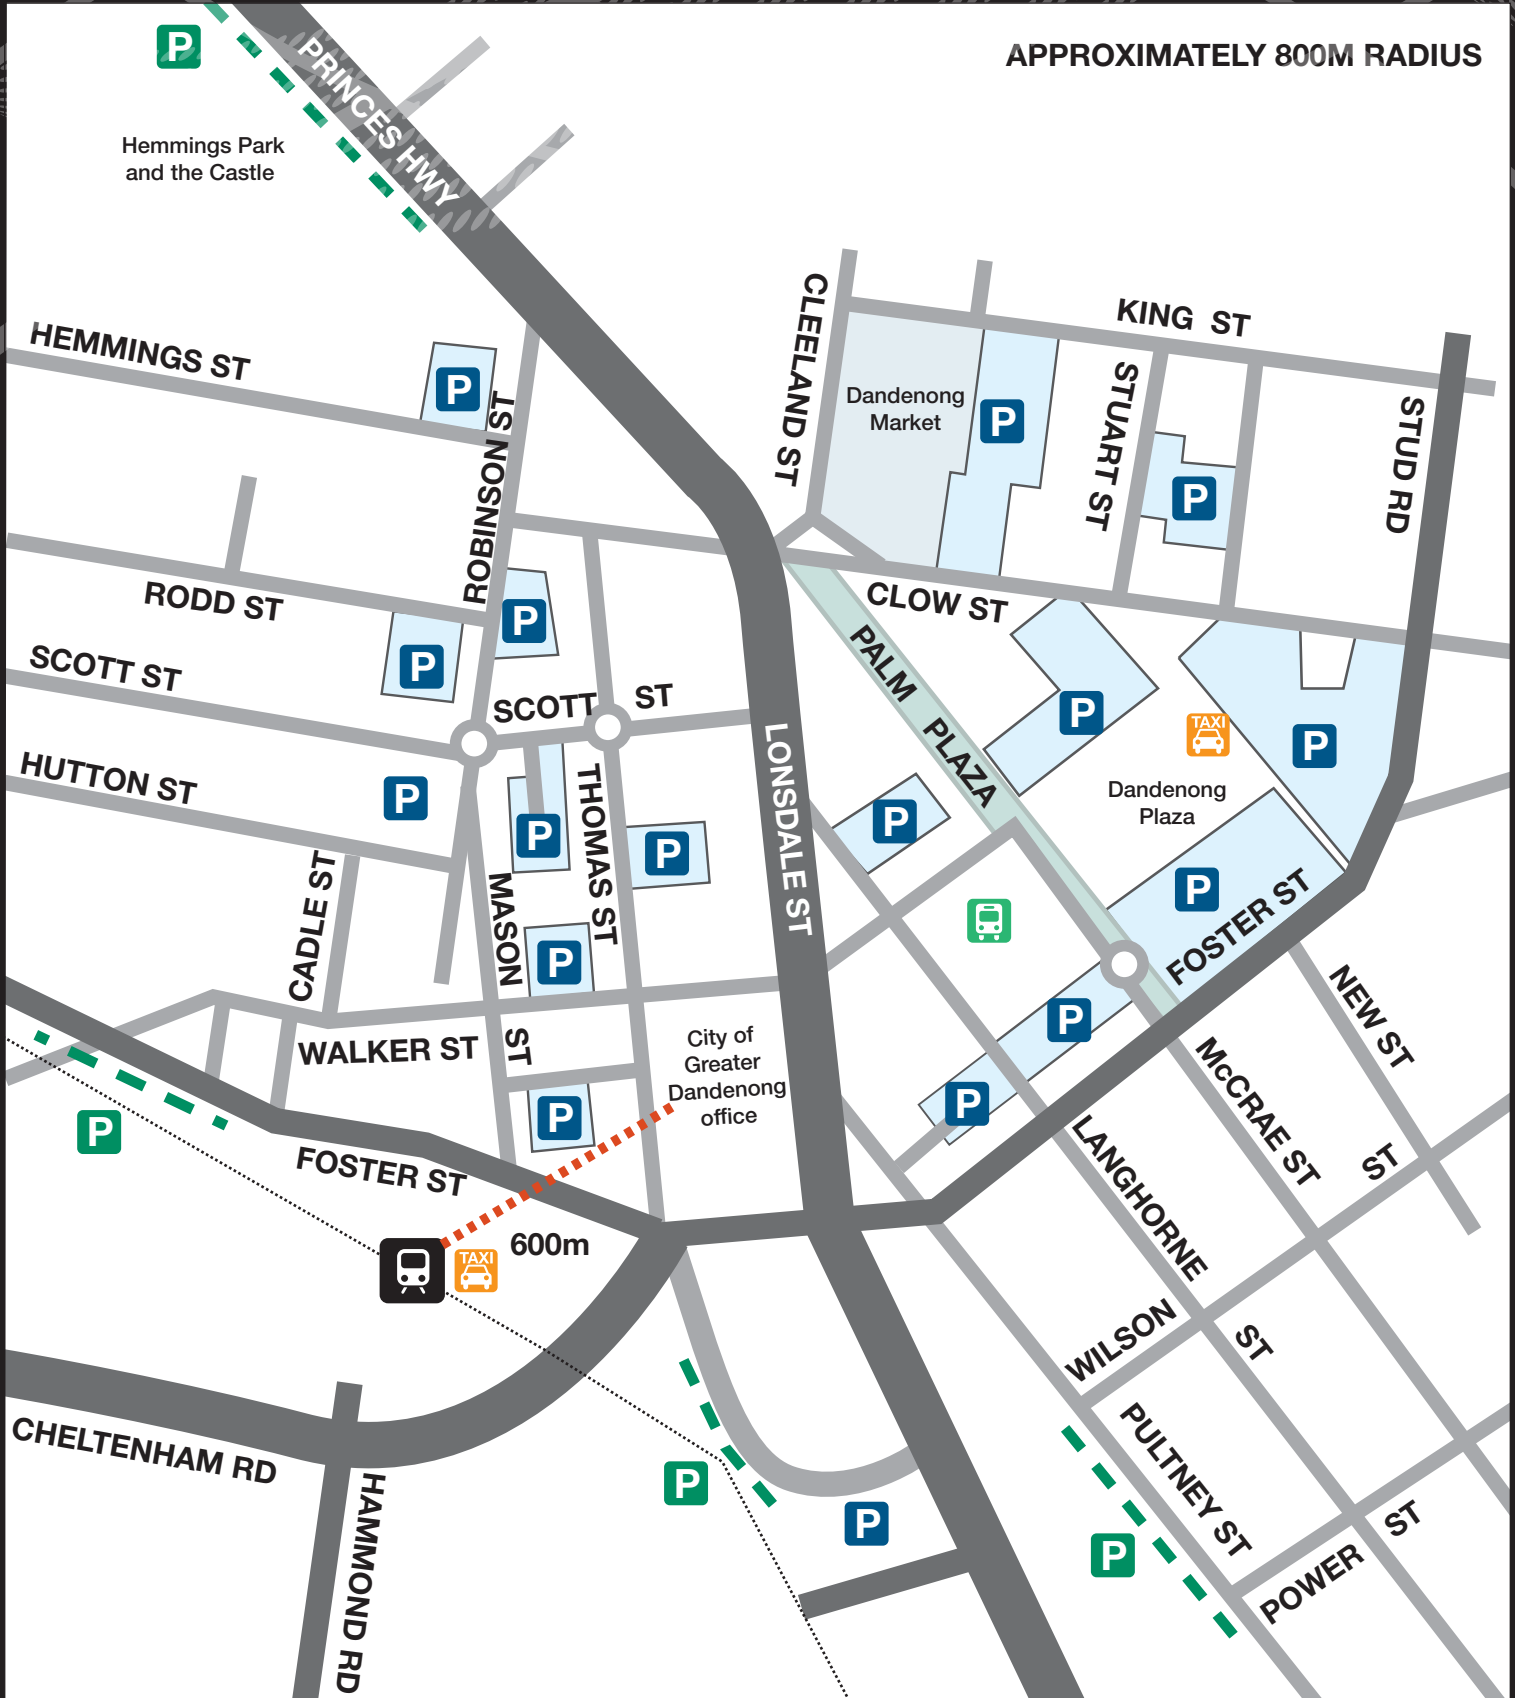 APPROXIMATELY 800M RADIUS
P
PRINCES HWY
Hemmings Park
and the Castle
CLEELAND ST
KING ST
HEMMINGS ST
P
ROBINSON ST
Dandenong
Market
P
STUART ST
P
STUD RD
RODD ST
P
P
CLOW ST
SCOTT ST
SCOTT ST
PALM PLAZA
P
TAXI
P
HUTTON ST
P
P
THOMAS ST
P
LONSDALE ST
P
Dandenong
Plaza
P
FOSTER ST
CADLE ST
MASON ST
P
NEW ST
P
WALKER ST
City of
Greater
Dandenong
office
P
P
P
McCRAE ST
FOSTER ST
LANGHORNE ST
600m
TAXI
WILSON ST
CHELTENHAM RD
HAMMOND RD
P
P
PULTNEY ST
P
POWER ST